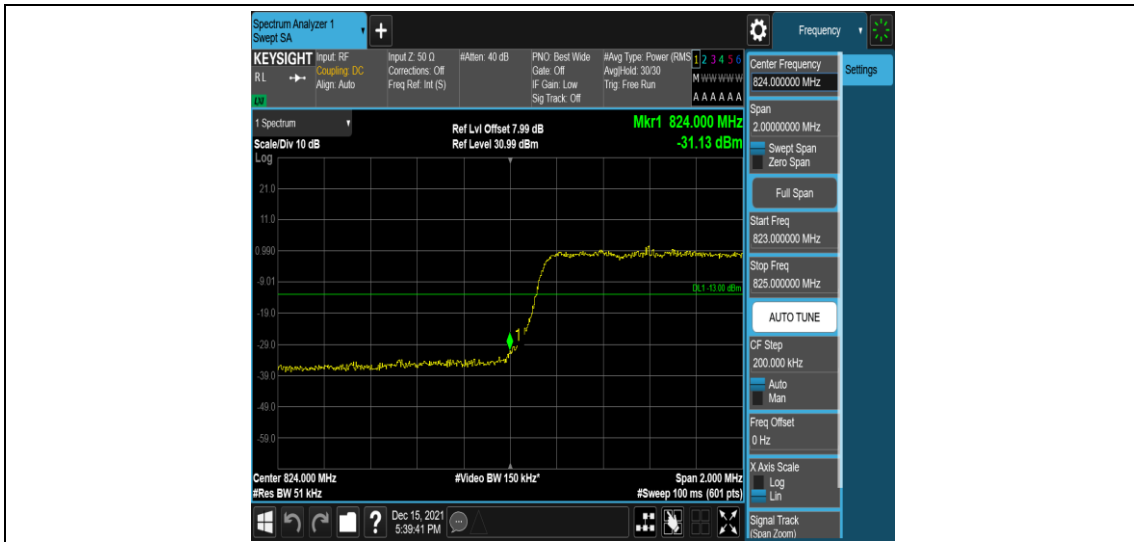 Spectrum Analyzer 1
Swept SA
+
Frequency
KEYSIGHT
RL
LXI
Input: RF
Coupling: DC
Align: Auto
Input Z: 50 Ω
Corrections: Off
Freq Ref: Int (S)
#Atten: 40 dB
PNO: Best Wide
Gate: Off
IF Gain: Low
Sig Track: Off
#Avg Type: Power (RMS
Avg|Hold: 30/30
Trig: Free Run
1 2 3 4 5 6
M W W W W W
A A A A A A
1 Spectrum
Scale/Div 10 dB
Log
Ref Lvl Offset 7.99 dB
Ref Level 30.99 dBm
Mkr1 824.000 MHz
-31.13 dBm
21.0
11.0
0.990
-9.01
DL1 -13.00 dBm
-19.0
1
-29.0
-39.0
-49.0
-59.0
Center 824.000 MHz
#Res BW 51 kHz
#Video BW 150 kHz*
Span 2.000 MHz
#Sweep 100 ms (601 pts)
Center Frequency
824.000000 MHz
Settings
Span
2.00000000 MHz
Swept Span
Zero Span
Full Span
Start Freq
823.000000 MHz
Stop Freq
825.000000 MHz
AUTO TUNE
CF Step
200.000 kHz
Auto
Man
Freq Offset
0 Hz
X Axis Scale
Log
Lin
Signal Track
(Span Zoom)
?
Dec 15, 2021
5:39:41 PM